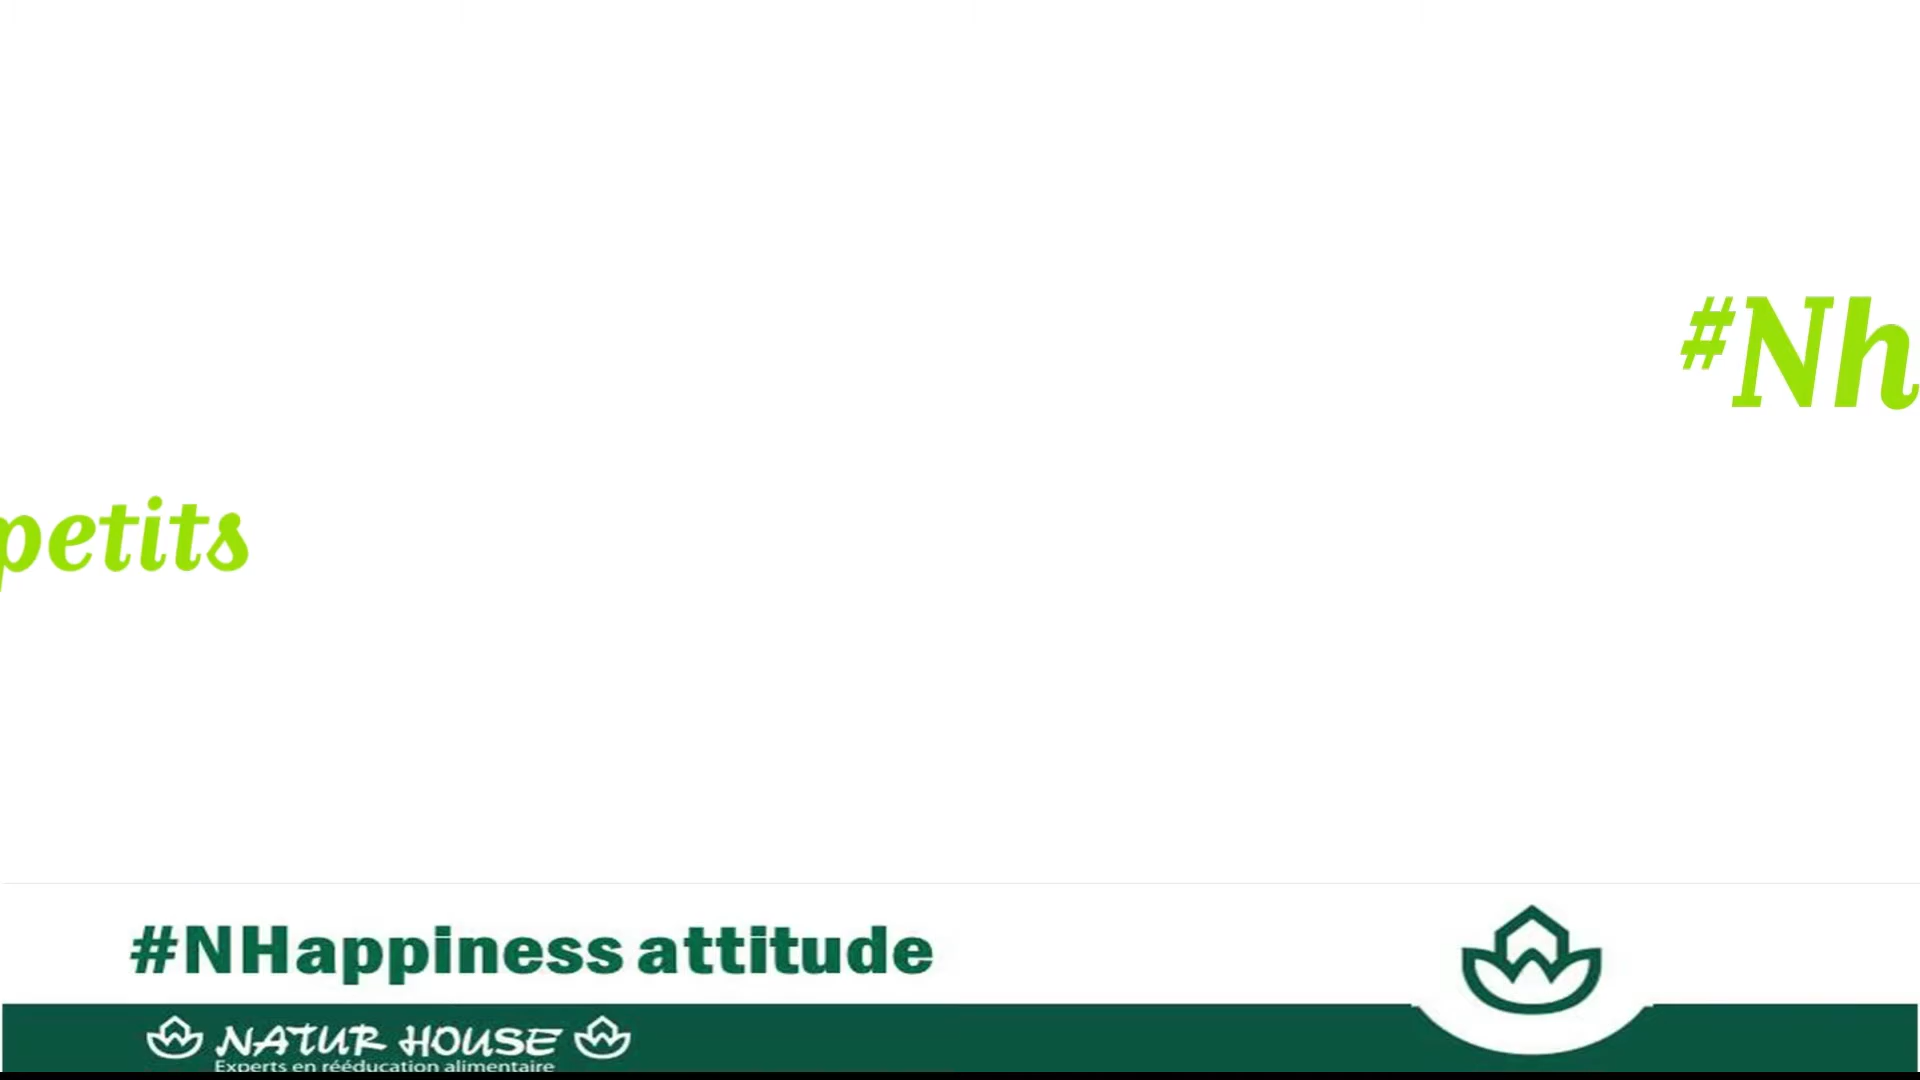 #Nh
petits
#NHappiness attitude
NATUR HOUSE
Experts en rééducation alimentaire